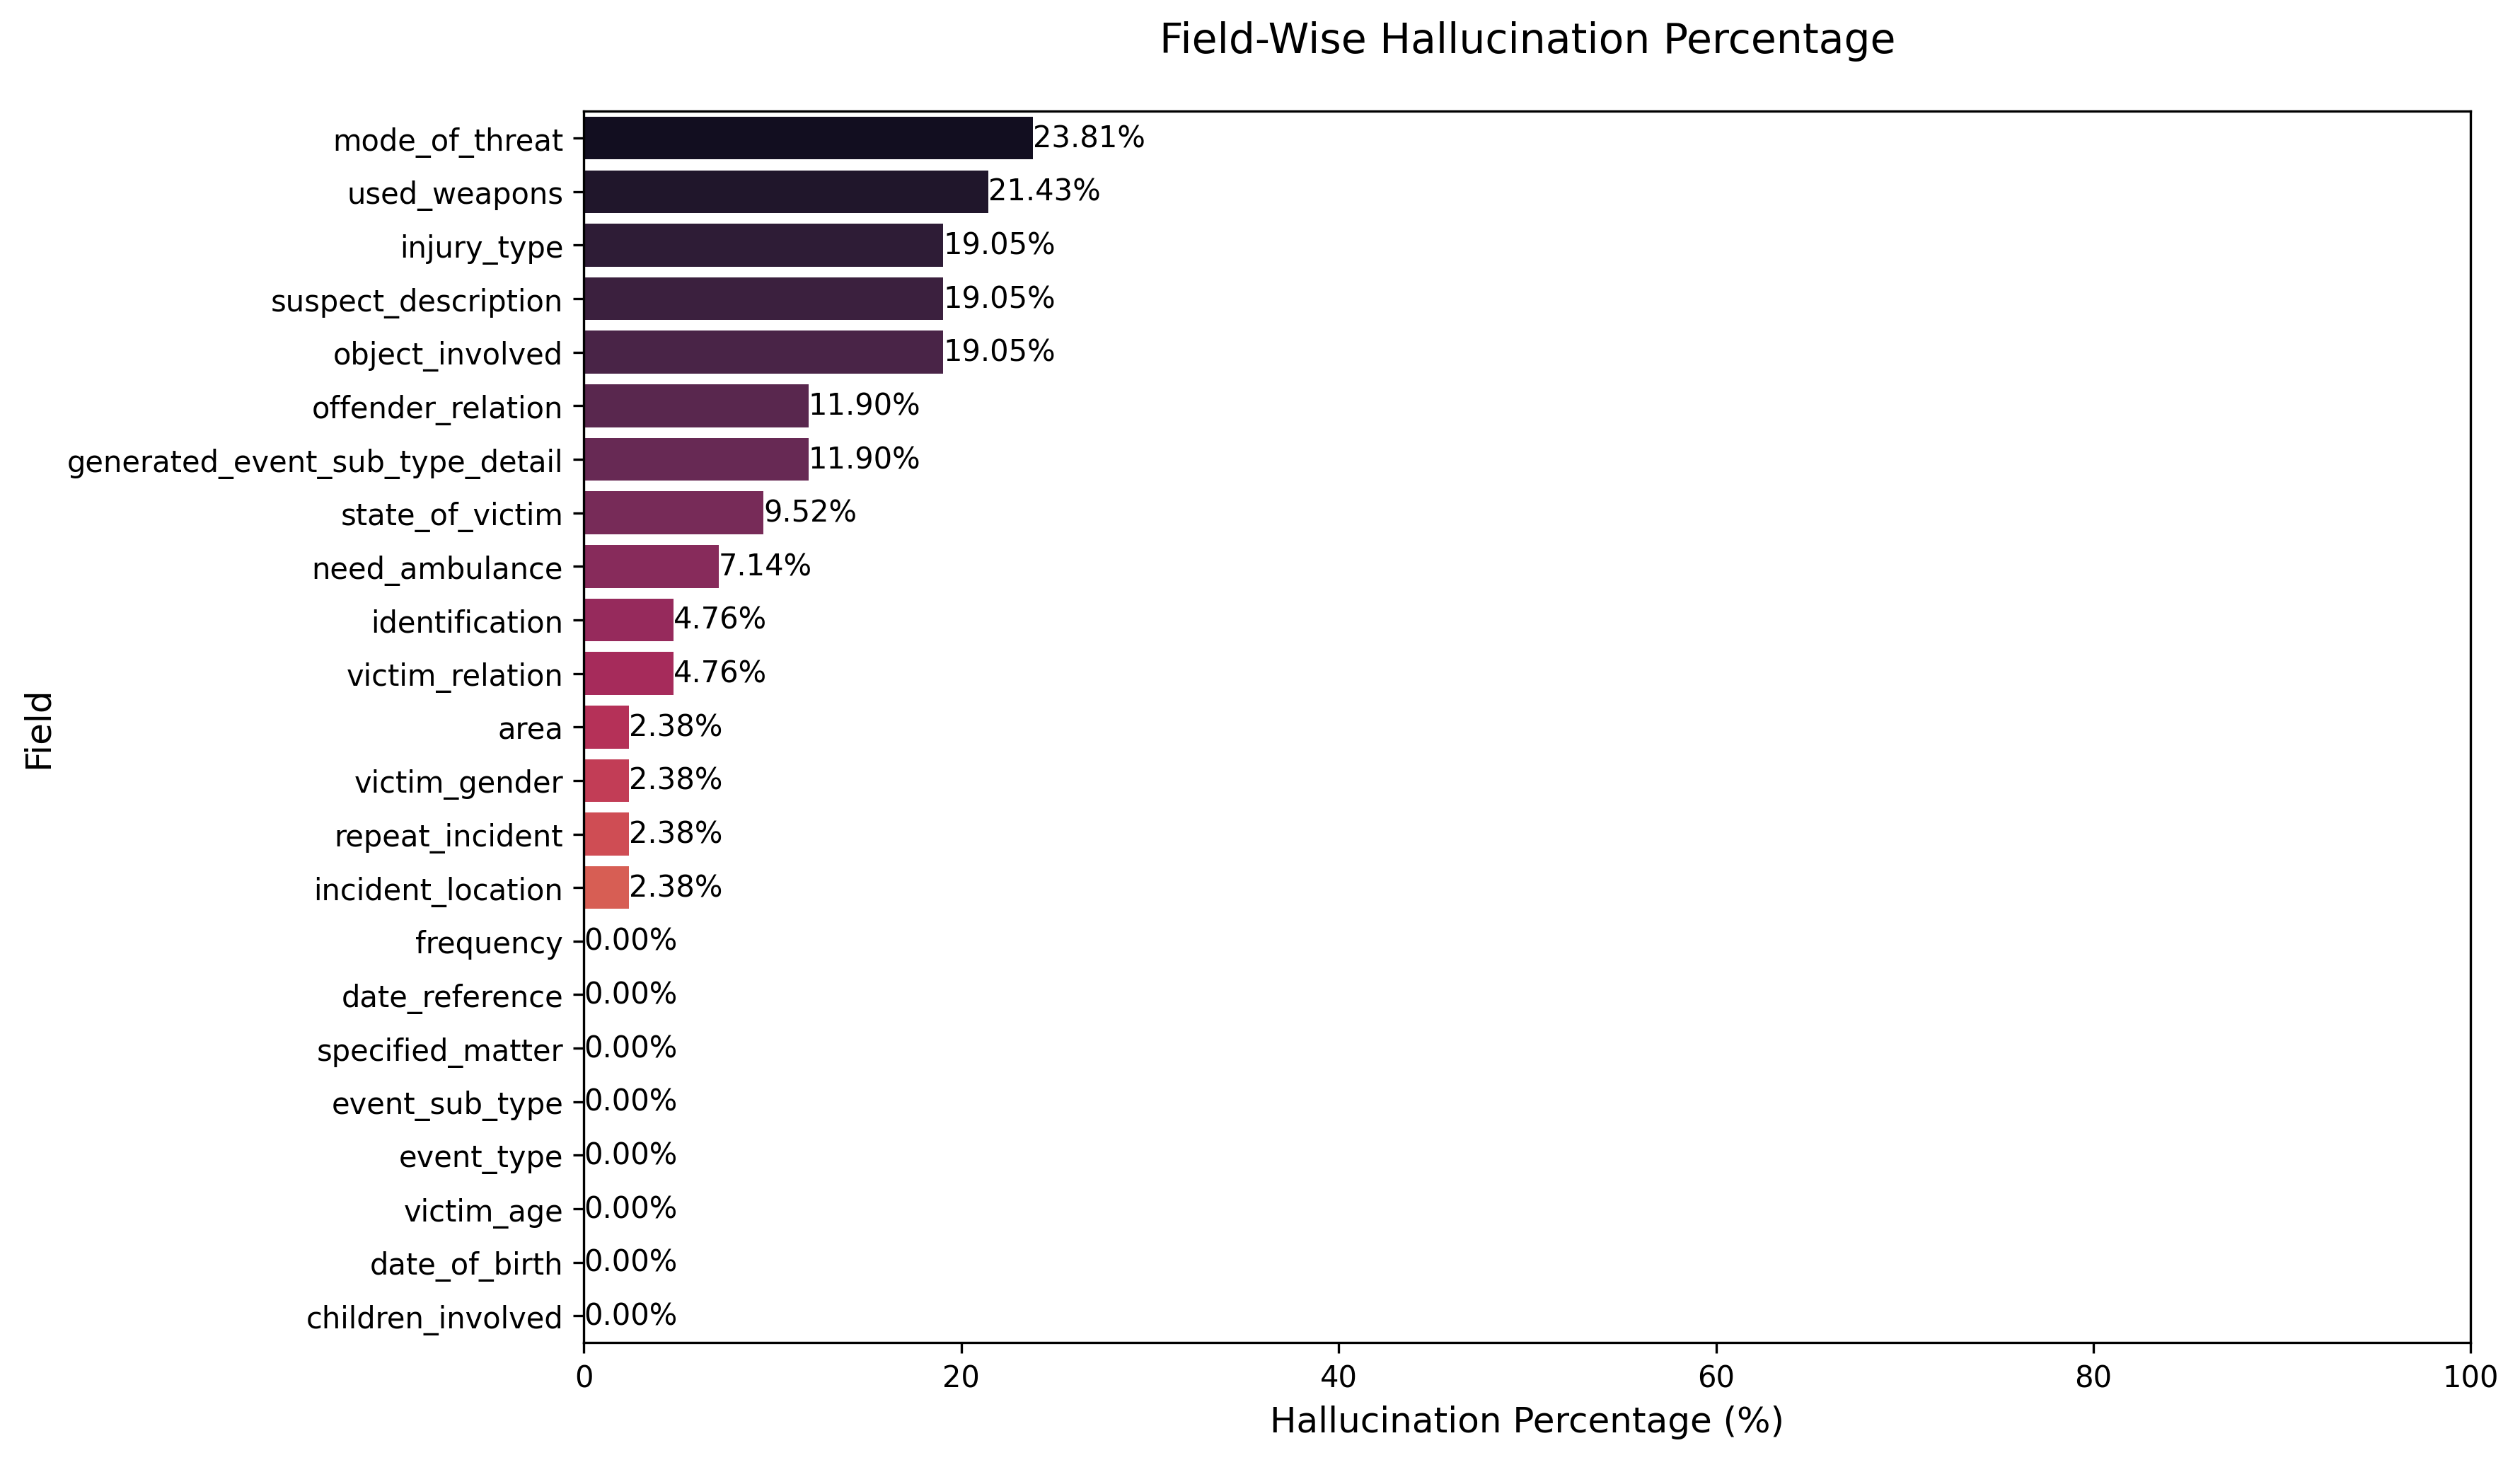 Field-Wise Hallucination Percentage
mode_of_threat 23.81%
used_weapons 21.43%
injury_type 19.05%
suspect_description 19.05%
object_involved 19.05%
offender_relation 11.90%
generated_event_sub_type_detail 11.90%
state_of_victim 9.52%
need_ambulance 7.14%
identification 4.76%
victim_relation 4.76%
area 2.38%
victim_gender 2.38%
repeat_incident 2.38%
incident_location 2.38%
frequency 0.00%
date_reference 0.00%
specified_matter 0.00%
event_sub_type 0.00%
event_type 0.00%
victim_age 0.00%
date_of_birth 0.00%
children_involved 0.00%
Field
0 20 40 60 80 100
Hallucination Percentage (%)